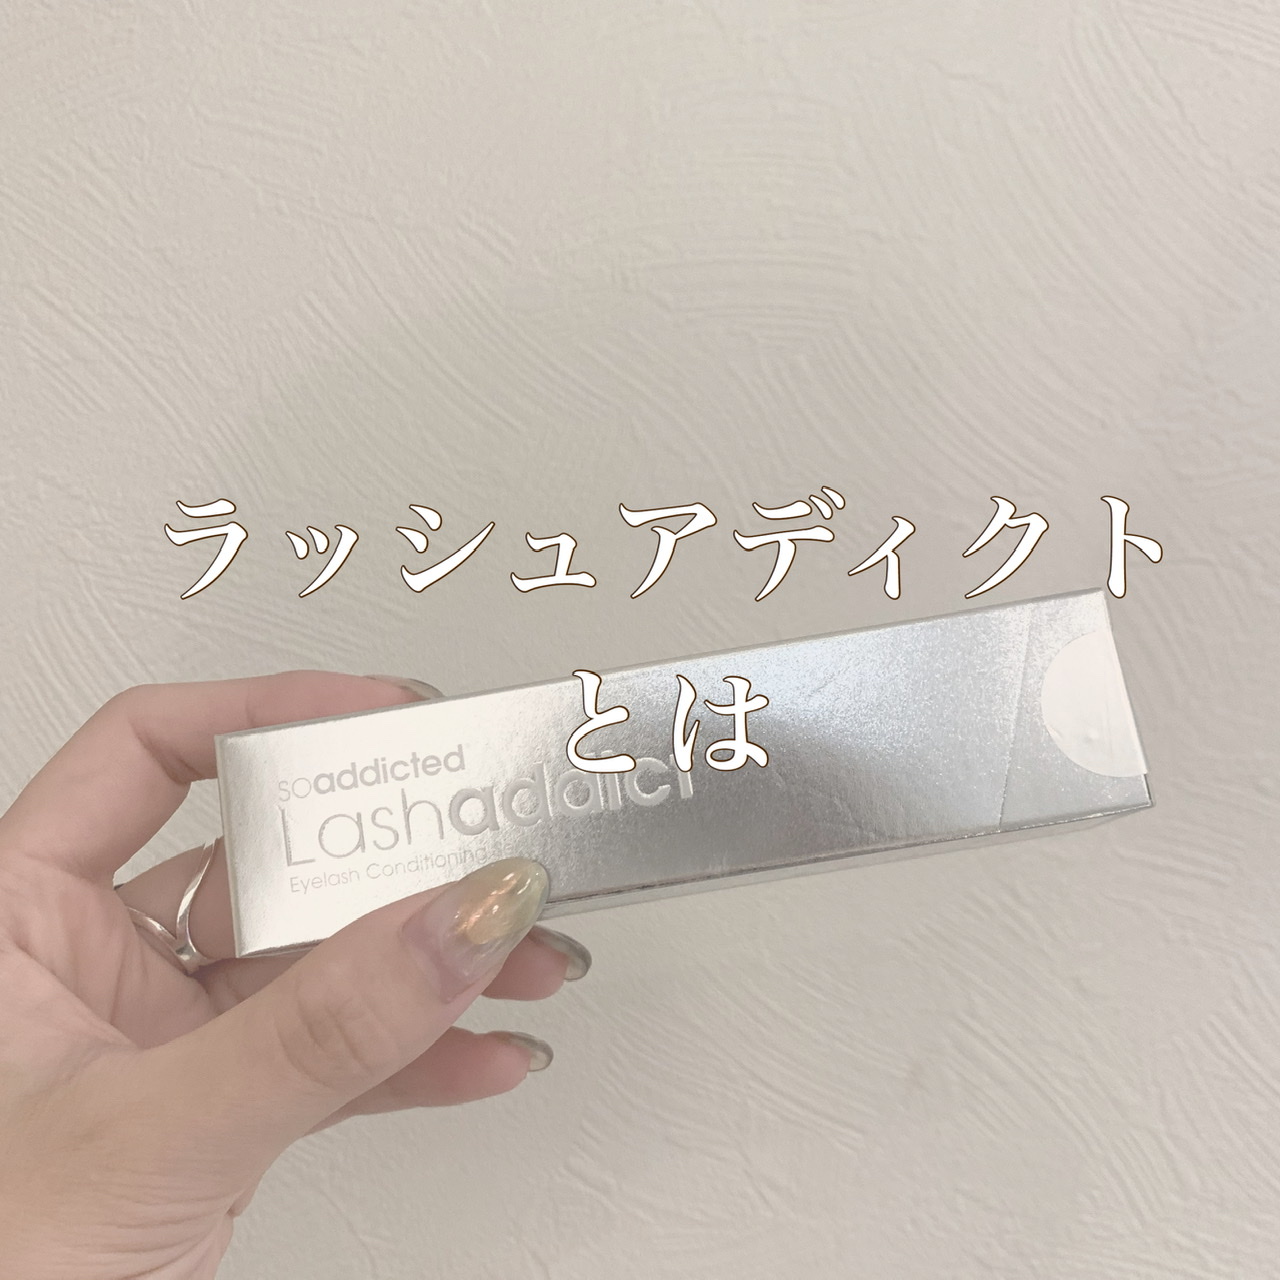 ラッシュアディクト
とは
soaddicted
Lashaddict
Eyelash Conditioning